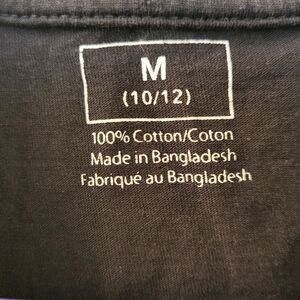 M
(10/12)
100% Cotton/Coton
Made in Bangladesh
Fabriqué au Bangladesh